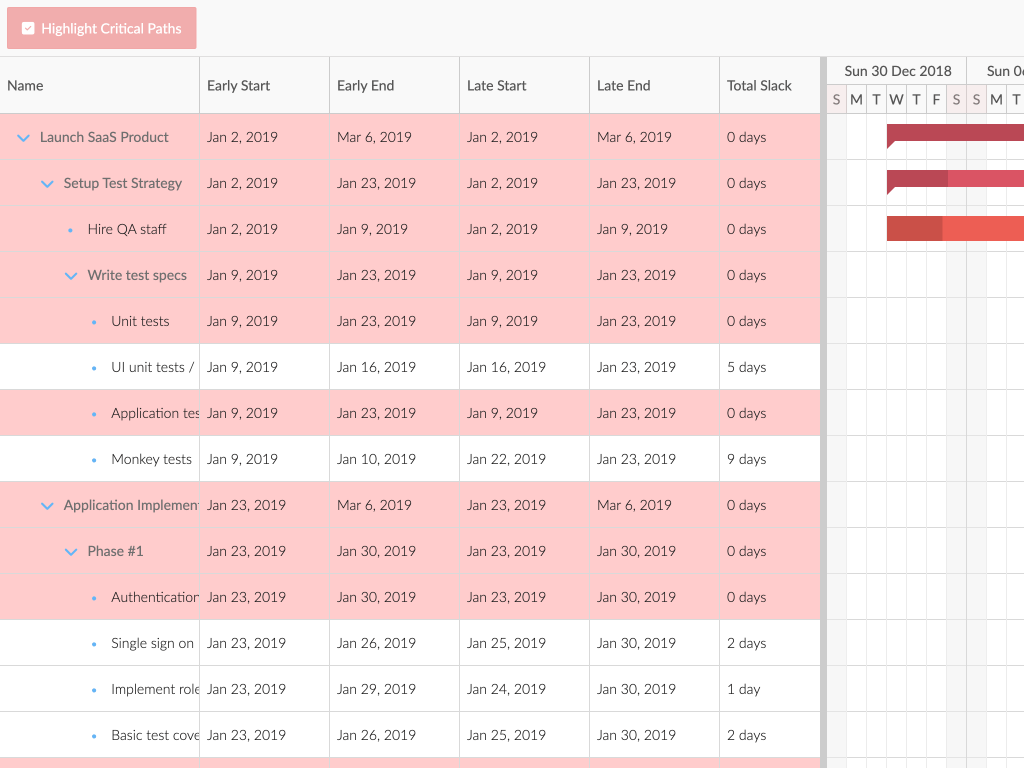 Highlight Critical Paths
Name Early Start Early End Late Start Late End Total Slack
Sun 30 Dec 2018 Sun
S M T W T F S S M T
Launch SaaS Product Jan 2, 2019 Mar 6, 2019 Jan 2, 2019 Mar 6, 2019 0 days
Setup Test Strategy Jan 2, 2019 Jan 23, 2019 Jan 2, 2019 Jan 23, 2019 0 days
Hire QA staff Jan 2, 2019 Jan 9, 2019 Jan 2, 2019 Jan 9, 2019 0 days
Write test specs Jan 9, 2019 Jan 23, 2019 Jan 9, 2019 Jan 23, 2019 0 days
Unit tests Jan 9, 2019 Jan 23, 2019 Jan 9, 2019 Jan 23, 2019 0 days
UI unit tests / Jan 9, 2019 Jan 16, 2019 Jan 16, 2019 Jan 23, 2019 5 days
Application tes Jan 9, 2019 Jan 23, 2019 Jan 9, 2019 Jan 23, 2019 0 days
Monkey tests Jan 9, 2019 Jan 10, 2019 Jan 22, 2019 Jan 23, 2019 9 days
Application Implement Jan 23, 2019 Mar 6, 2019 Jan 23, 2019 Mar 6, 2019 0 days
Phase #1 Jan 23, 2019 Jan 30, 2019 Jan 23, 2019 Jan 30, 2019 0 days
Authentication Jan 23, 2019 Jan 30, 2019 Jan 23, 2019 Jan 30, 2019 0 days
Single sign on Jan 23, 2019 Jan 26, 2019 Jan 25, 2019 Jan 30, 2019 2 days
Implement role Jan 23, 2019 Jan 29, 2019 Jan 24, 2019 Jan 30, 2019 1 day
Basic test cove Jan 23, 2019 Jan 26, 2019 Jan 25, 2019 Jan 30, 2019 2 days